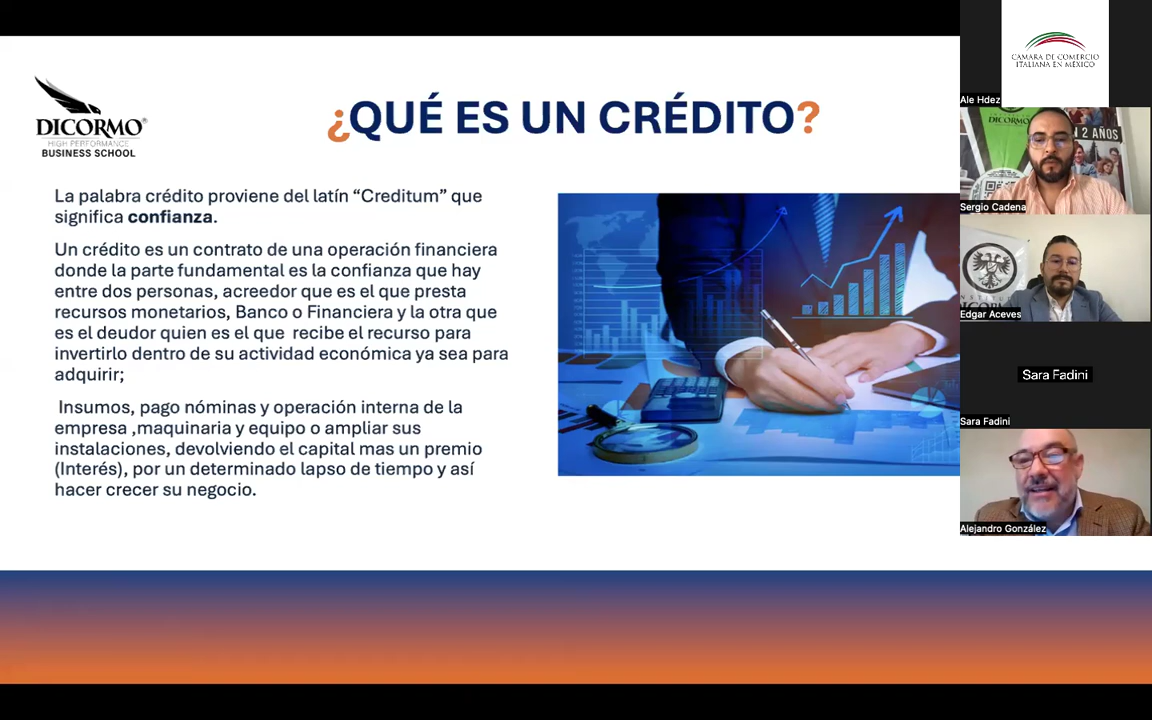 DICORMO
HIGH PERFORMANCE
BUSINESS SCHOOL
¿QUÉ ES UN CRÉDITO?
La palabra crédito proviene del latín “Creditum” que
significa confianza.
Un crédito es un contrato de una operación financiera
donde la parte fundamental es la confianza que hay
entre dos personas, acreedor que es el que presta
recursos monetarios, Banco o Financiera y la otra que
es el deudor quien es el que recibe el recurso para
invertirlo dentro de su actividad económica ya sea para
adquirir;
Insumos, pago nóminas y operación interna de la
empresa ,maquinaria y equipo o ampliar sus
instalaciones, devolviendo el capital mas un premio
(Interés), por un determinado lapso de tiempo y así
hacer crecer su negocio.
CAMARA DE COMERCIO
ITALIANA EN MÉXICO
Ale Hdez
DICORMO
N 2 AÑOS
Sergio Cadena
Edgar Aceves
Sara Fadini
Sara Fadini
Alejandro González